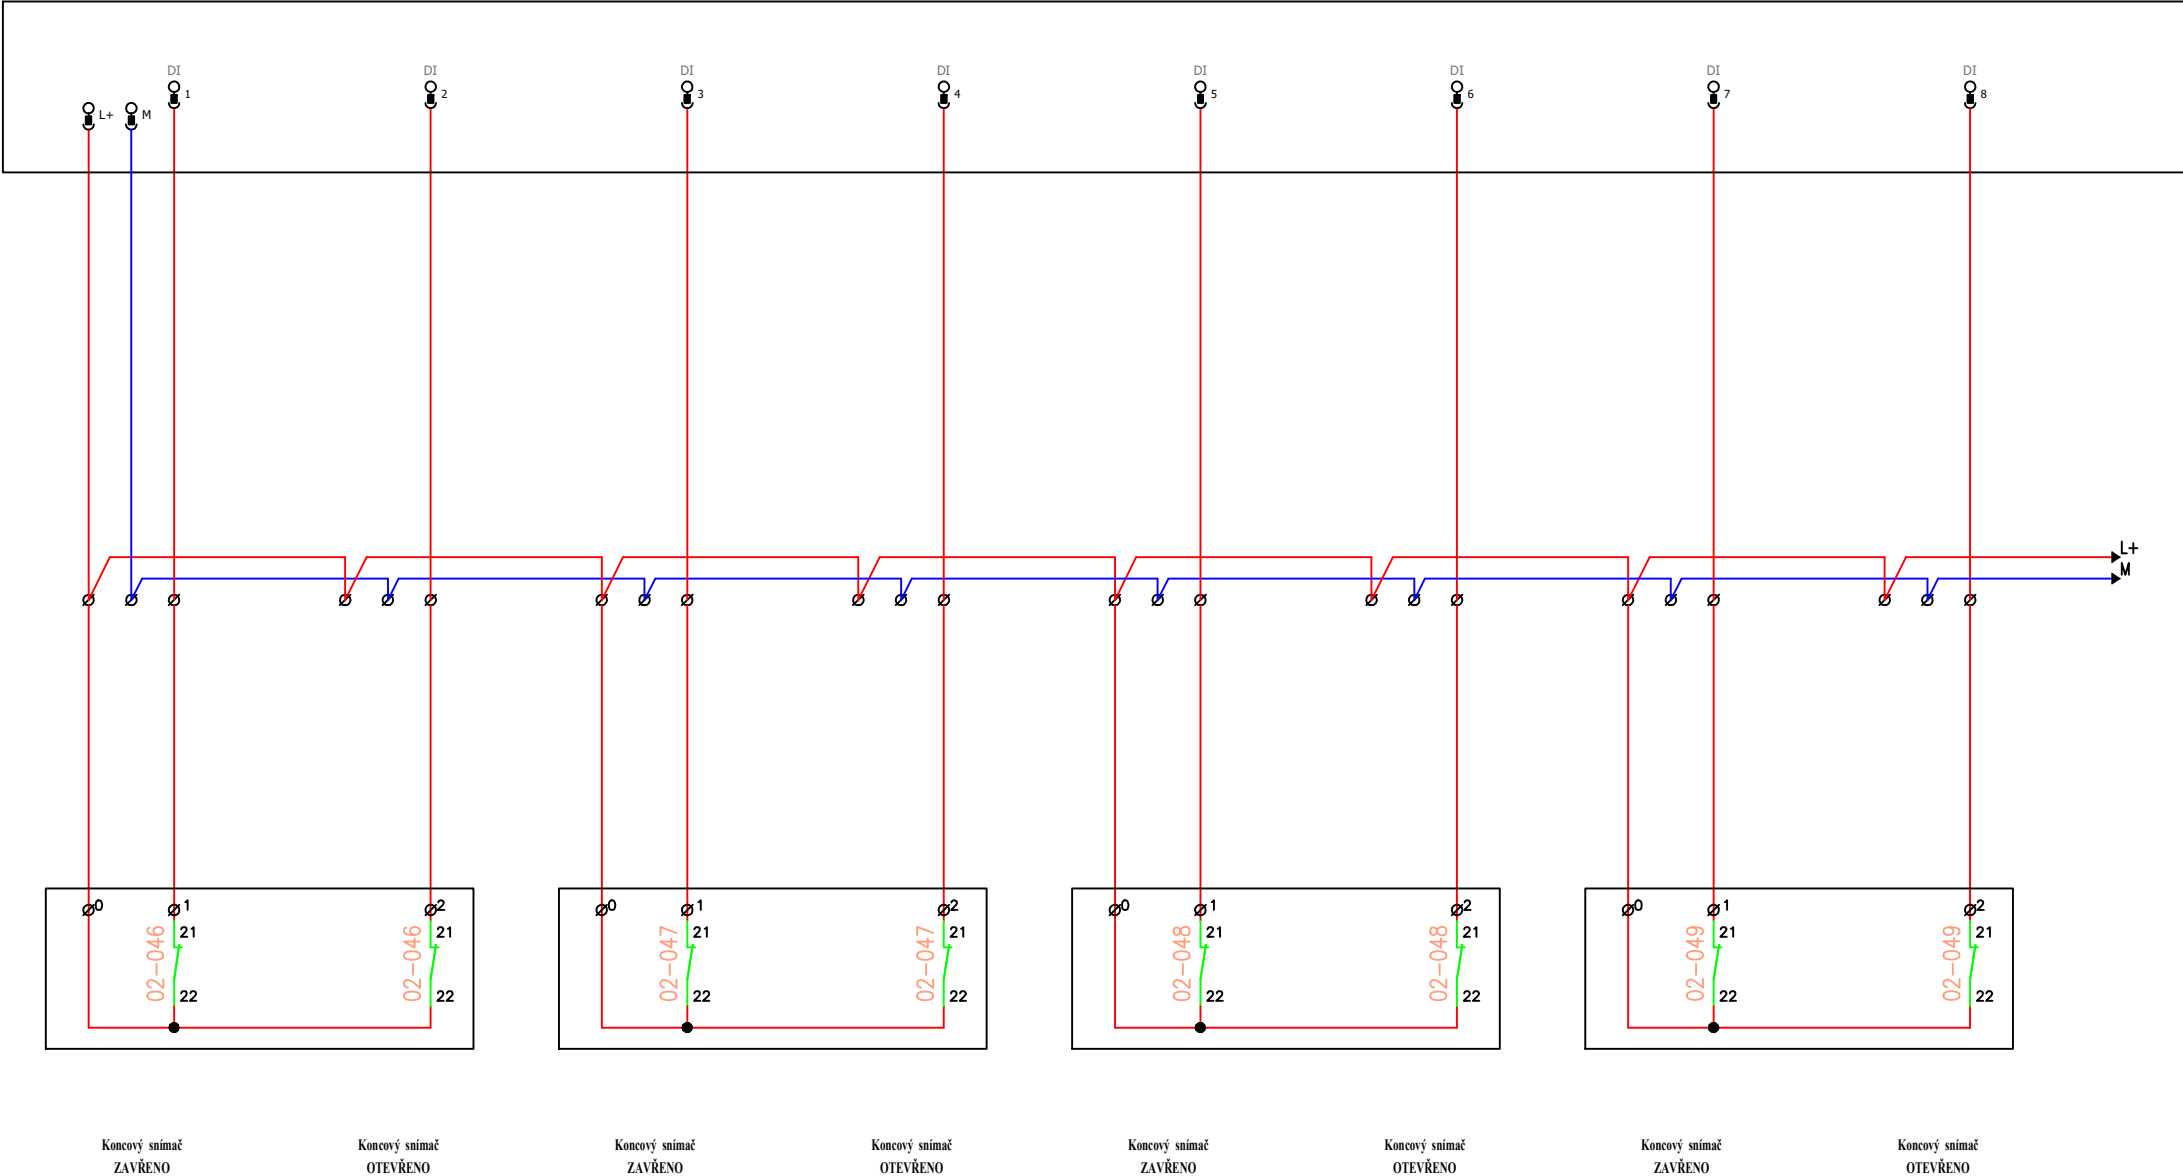 DI DI DI DI DI DI DI DI
1 2 3 4 5 6 7 8
L+ M
L+
M
0 1 2 0 1 2 0 1 2 0 1 2
21 21 21 21 21 21 21 21
02-046 02-046 02-047 02-047 02-048 02-048 02-049 02-049
22 22 22 22 22 22 22 22
Koncový snímač Koncový snímač Koncový snímač Koncový snímač Koncový snímač Koncový snímač Koncový snímač Koncový snímač
ZAVŘENO OTEVŘENO ZAVŘENO OTEVŘENO ZAVŘENO OTEVŘENO ZAVŘENO OTEVŘENO